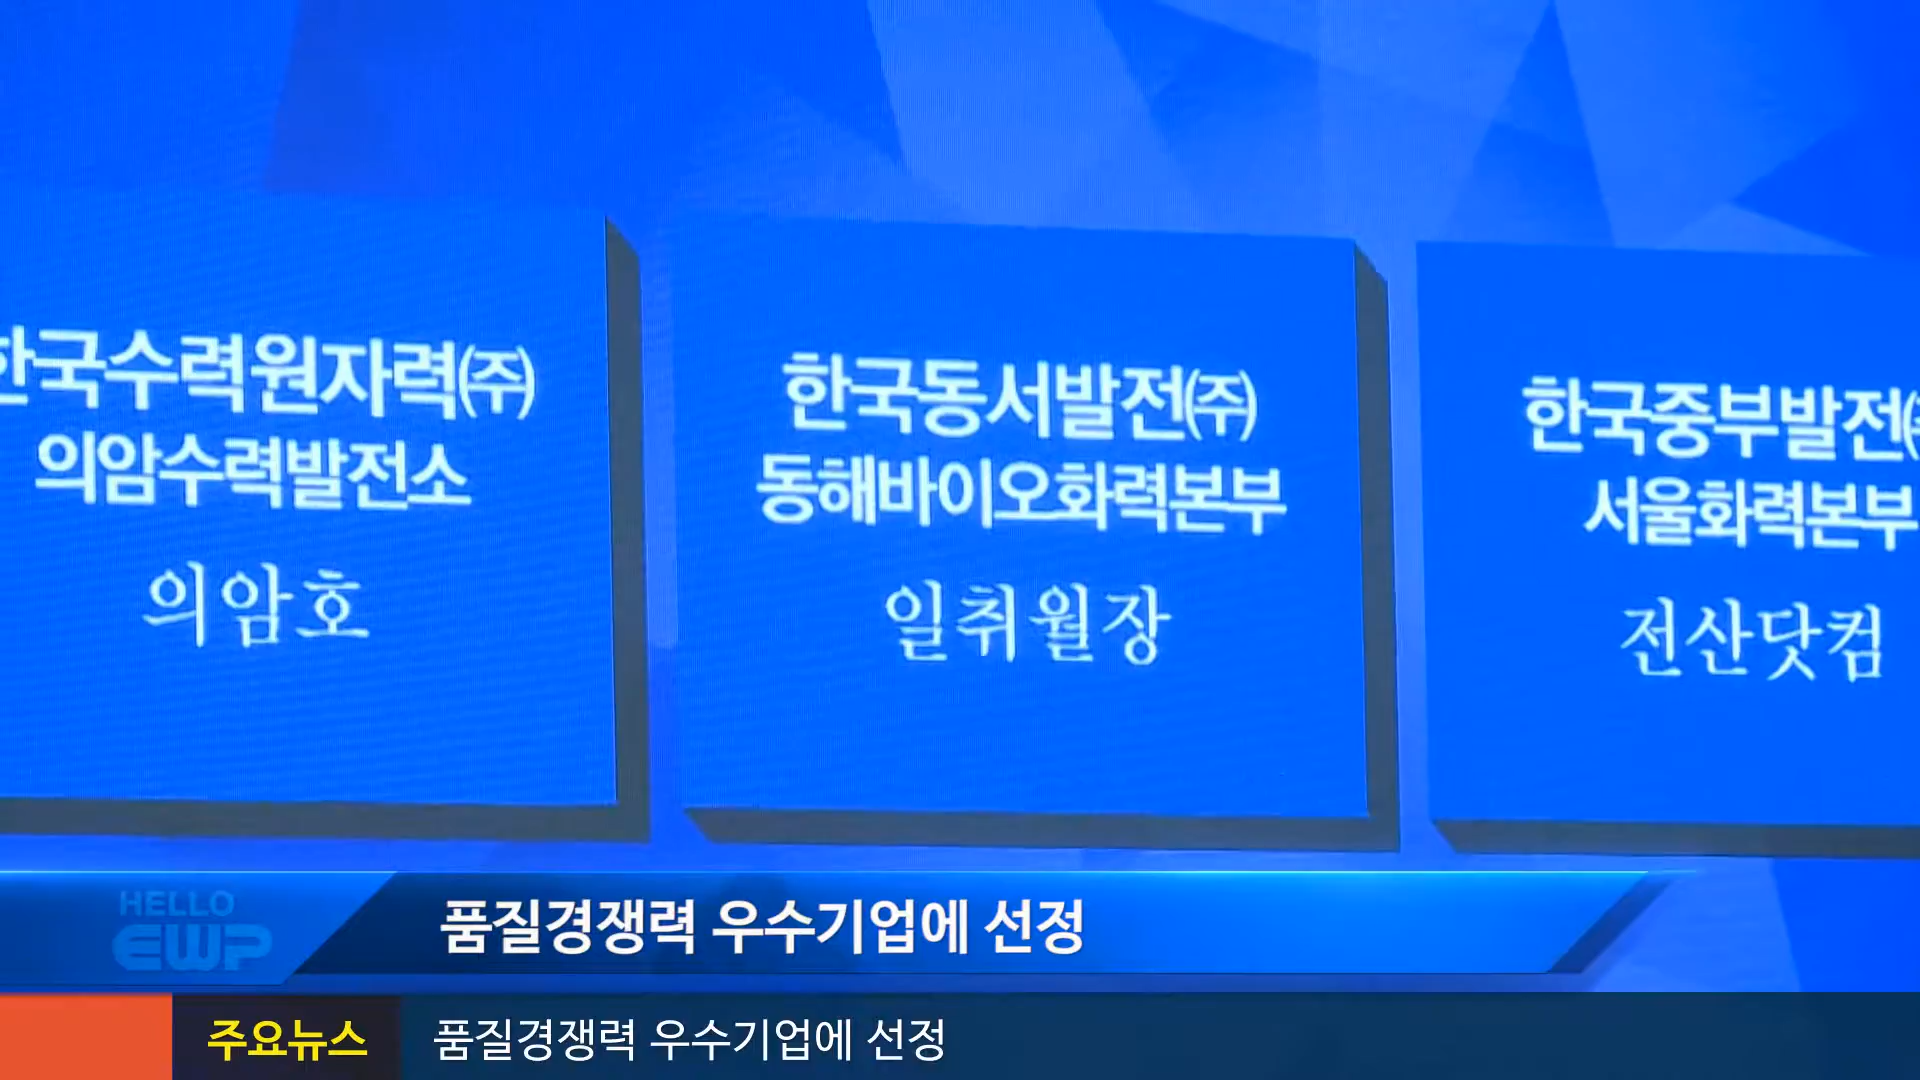 한국수력원자력㈜
의암수력발전소
의암호
한국동서발전㈜
동해바이오화력본부
일취월장
한국중부발전
서울화력본부
전산닷컴
HELLO
EWP
품질경쟁력 우수기업에 선정
주요뉴스
품질경쟁력 우수기업에 선정